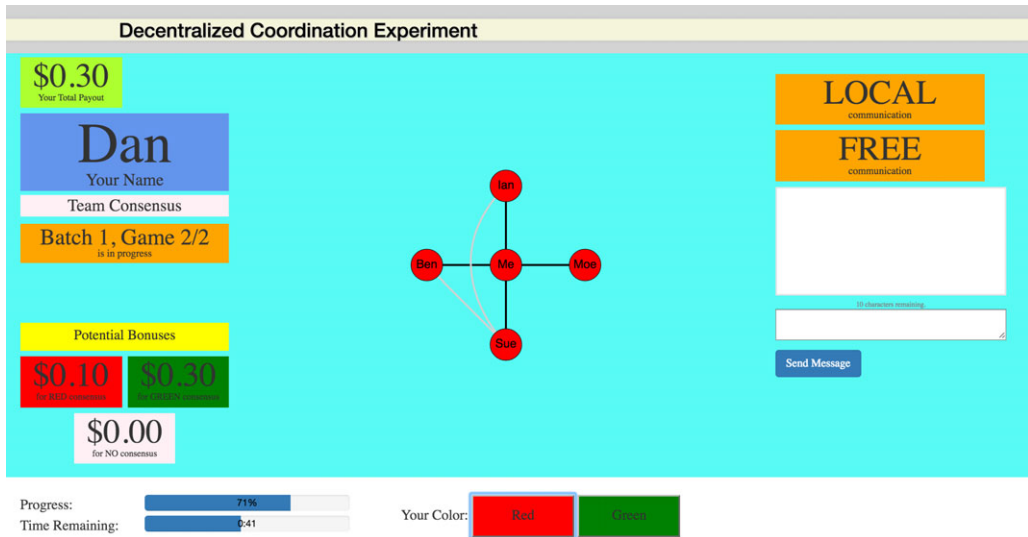 Decentralized Coordination Experiment
$0.30
Your Total Payout
Dan
Your Name
Team Consensus
Batch 1, Game 2/2
is in progress
Potential Bonuses
$0.10
for RED consensus
$0.30
for GREEN consensus
$0.00
for NO consensus
Ian
Ben
Me
Moe
Sue
LOCAL
communication
FREE
communication
10 characters remaining.
Send Message
Progress:
71%
Time Remaining:
0:41
Your Color:
Red
Green